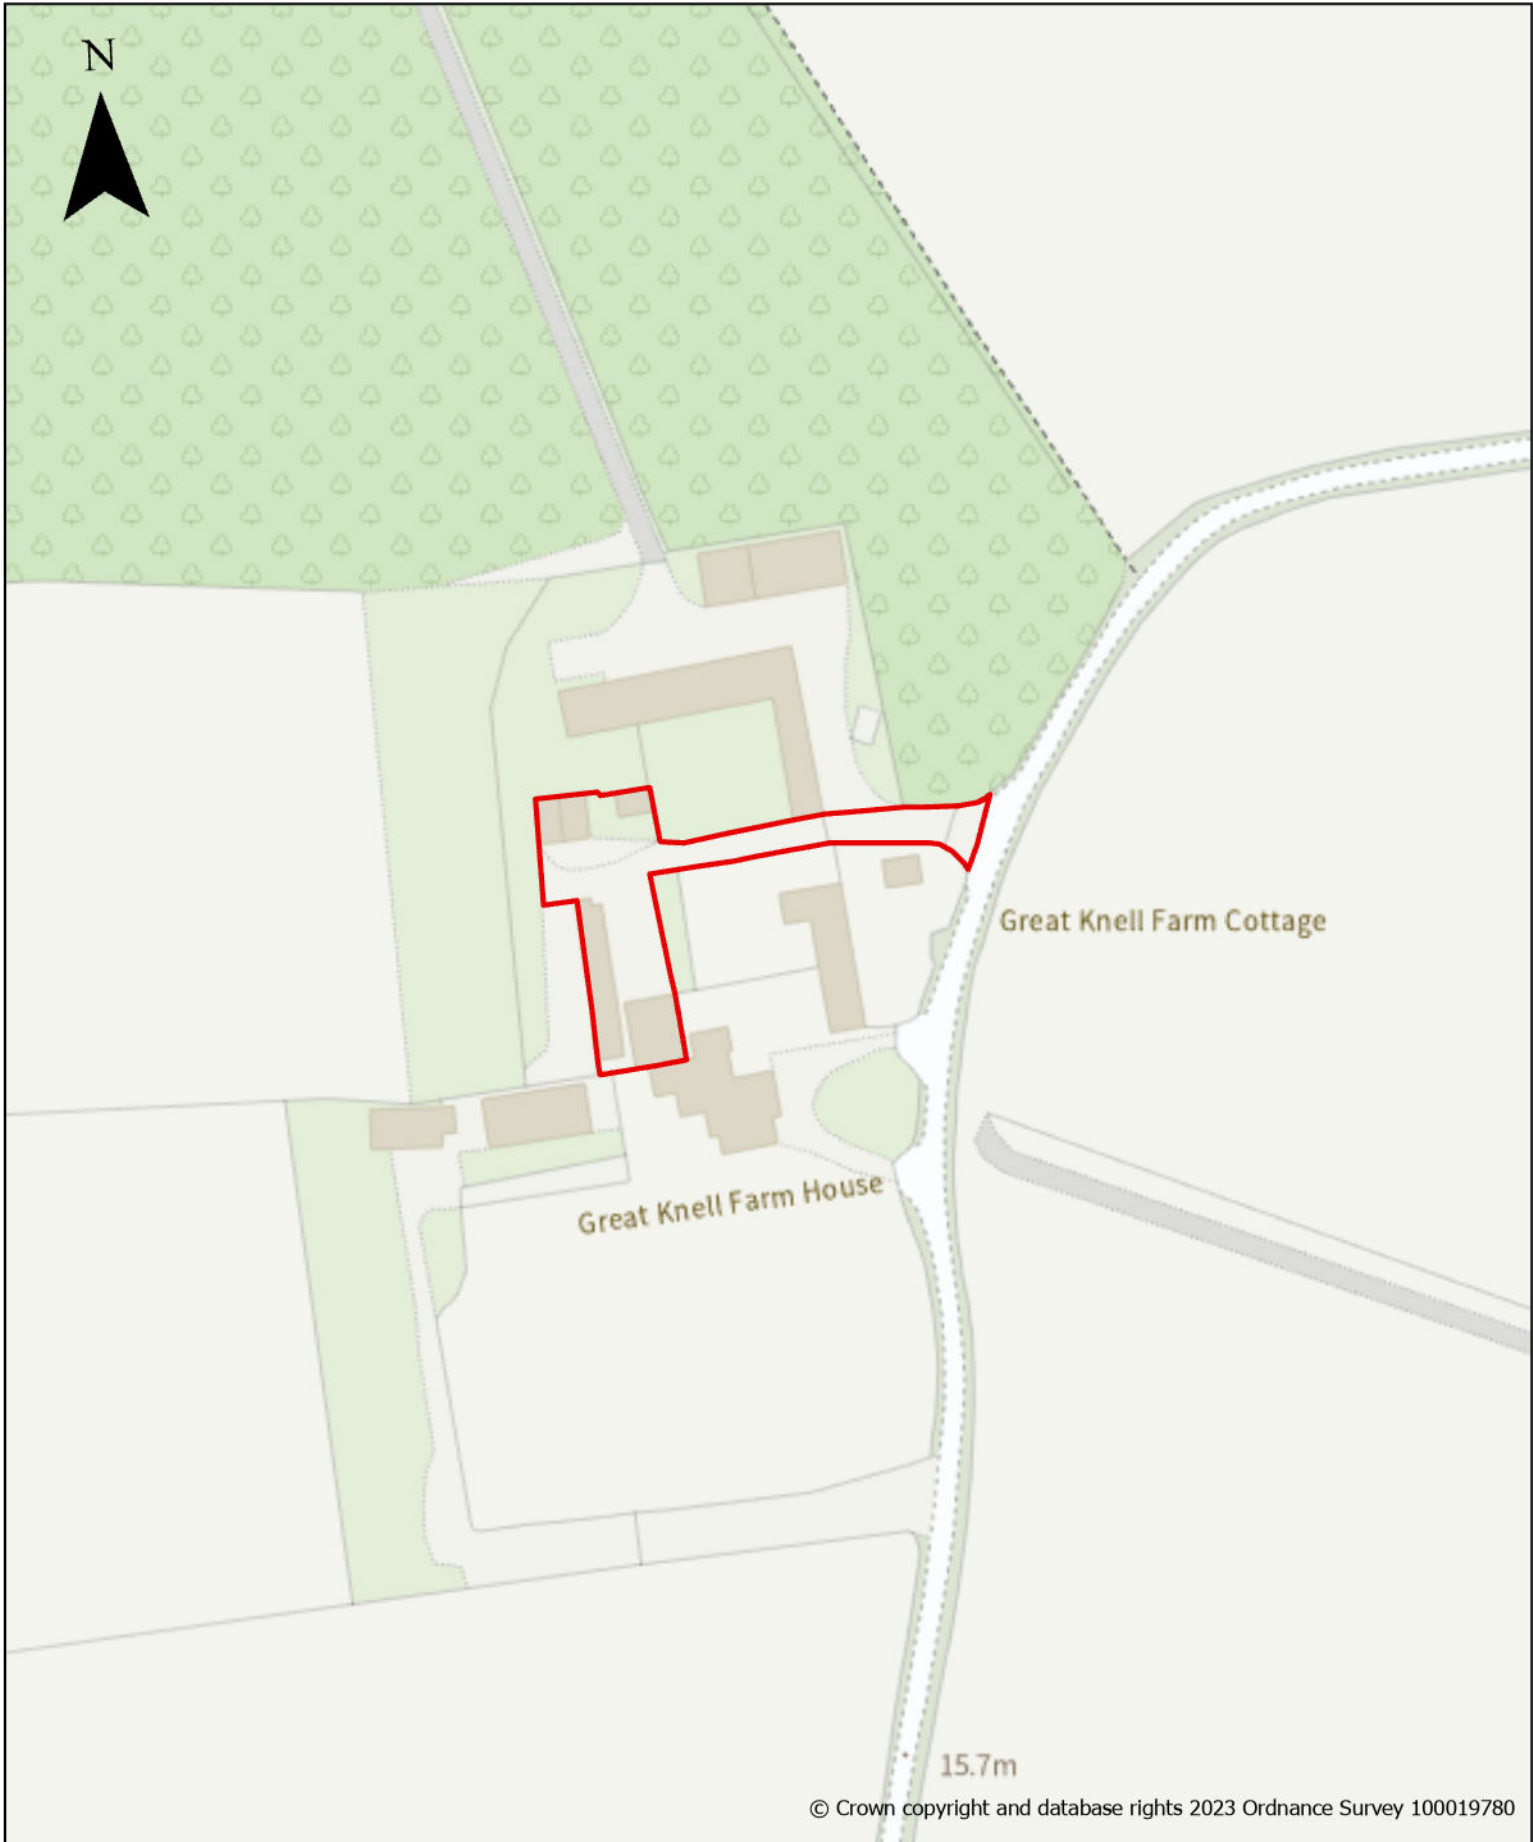 N
Great Knell Farm Cottage
Great Knell Farm House
15.7m
© Crown copyright and database rights 2023 Ordnance Survey 100019780